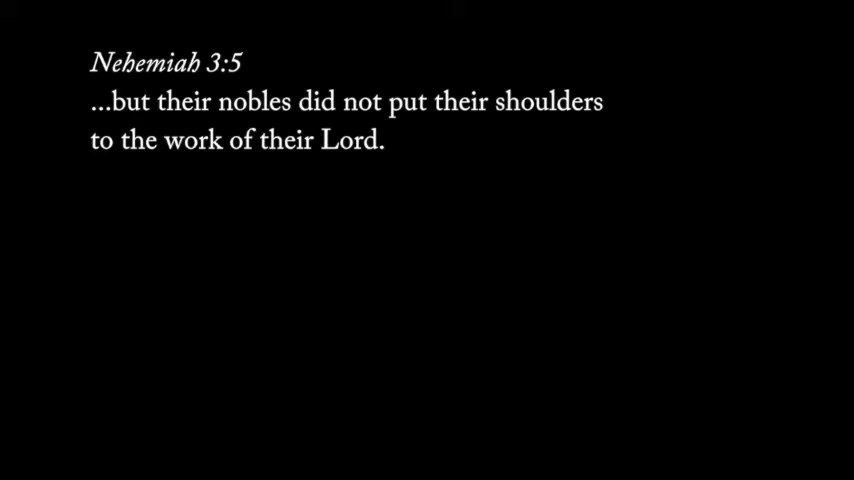 Nehemiah 3:5
...but their nobles did not put their shoulders
to the work of their Lord.